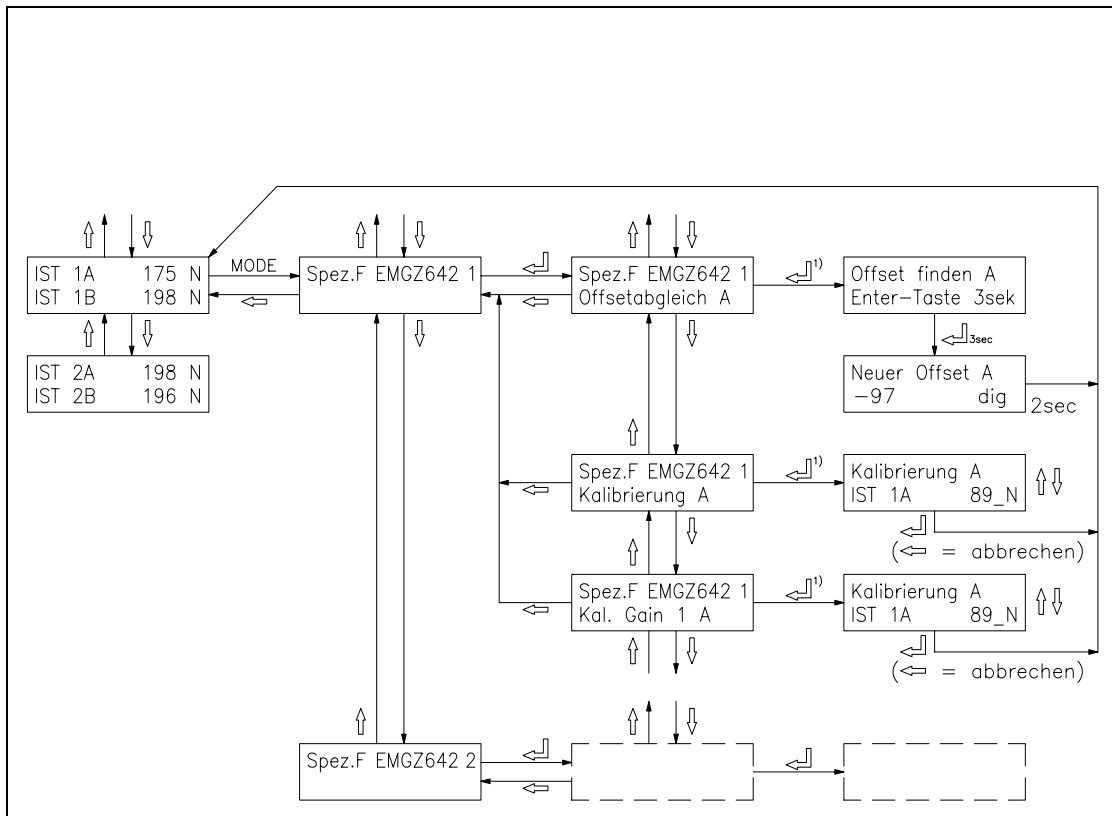 IST 1A 175 N
IST 1B 198 N
MODE
Spez.F EMGZ642 1
Spez.F EMGZ642 1
Offsetabgleich A
1)
Offset finden A
Enter-Taste 3sek
3sec
IST 2A 198 N
IST 2B 196 N
Neuer Offset A
-97 dig
2sec
Spez.F EMGZ642 1
Kalibrierung A
1)
Kalibrierung A
IST 1A 89_N
( = abbrechen)
Spez.F EMGZ642 1
Kal. Gain 1 A
1)
Kalibrierung A
IST 1A 89_N
( = abbrechen)
Spez.F EMGZ642 2